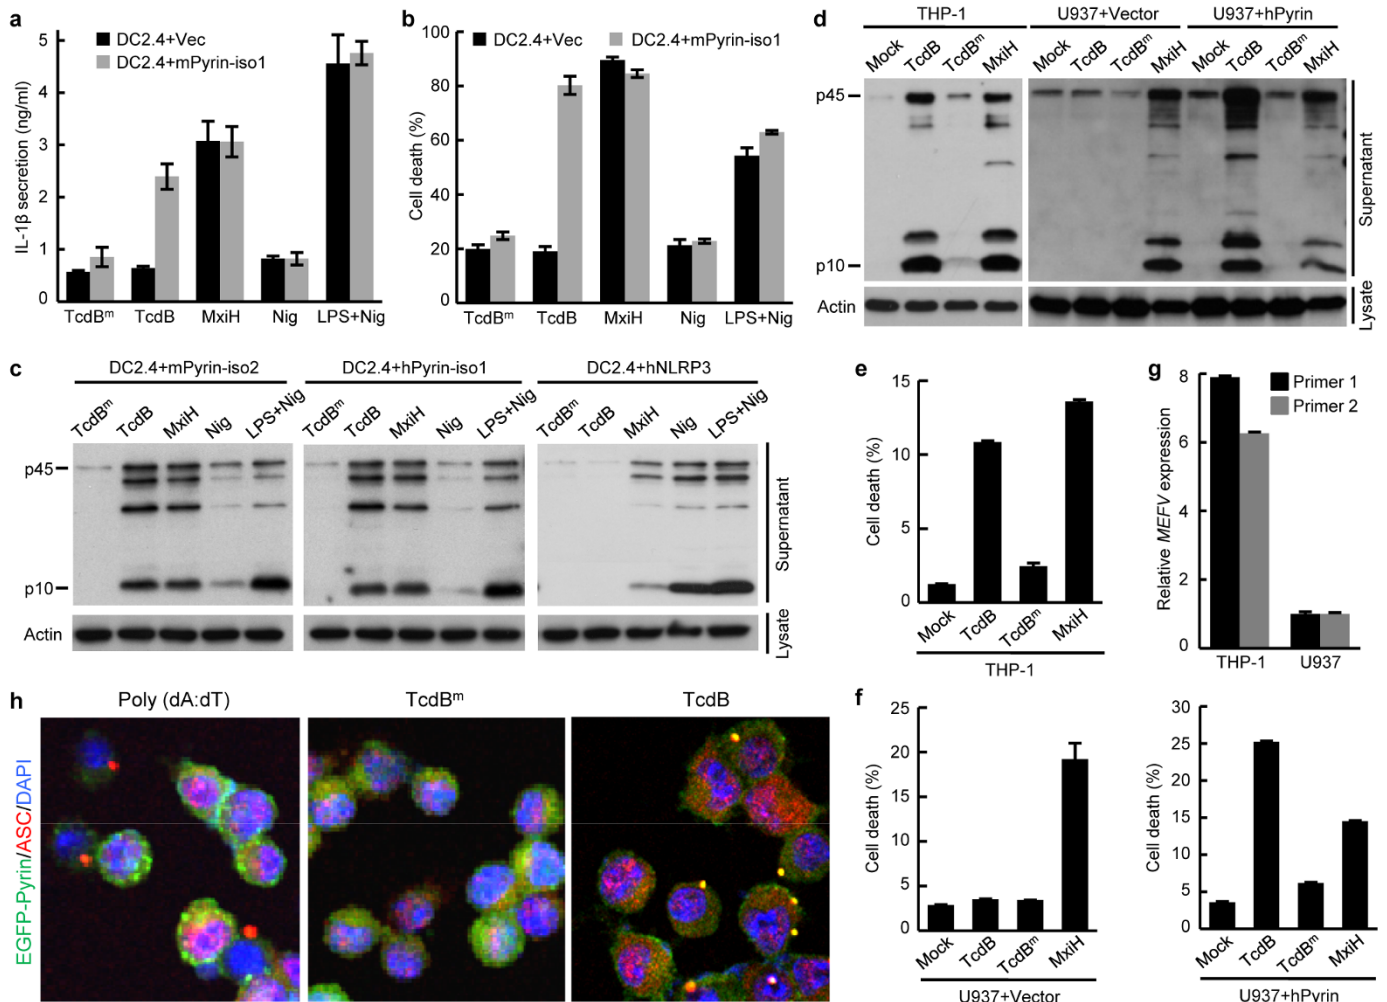 a
IL-1β secretion (ng/ml)
5
4
3
2
1
0
DC2.4+Vec
DC2.4+mPyrin-iso1
TcdBᵐ TcdB MxiH Nig LPS+Nig
b
Cell death (%)
100
80
60
40
20
0
DC2.4+Vec DC2.4+mPyrin-iso1
TcdBᵐ TcdB MxiH Nig LPS+Nig
d
THP-1 U937+Vector U937+hPyrin
Mock TcdB TcdBᵐ MxiH Mock TcdB TcdBᵐ MxiH Mock TcdB TcdBᵐ MxiH
p45
p10
Supernatant
Actin
Lysate
c
DC2.4+mPyrin-iso2 DC2.4+hPyrin-iso1 DC2.4+hNLRP3
TcdBᵐ TcdB MxiH Nig LPS+Nig TcdBᵐ TcdB MxiH Nig LPS+Nig TcdBᵐ TcdB MxiH Nig LPS+Nig
p45
p10
Supernatant
Actin
Lysate
e
Cell death (%)
15
10
5
0
Mock TcdB TcdBᵐ MxiH
THP-1
g
Relative MEFV expression
8
6
4
2
0
Primer 1
Primer 2
THP-1 U937
h
Poly (dA:dT) TcdBᵐ TcdB
EGFP-Pyrin/ASC/DAPI
f
Cell death (%)
25
20
15
10
5
0
Mock TcdB TcdBᵐ MxiH
U937+Vector
Cell death (%)
30
25
20
15
10
5
0
Mock TcdB TcdBᵐ MxiH
U937+hPyrin